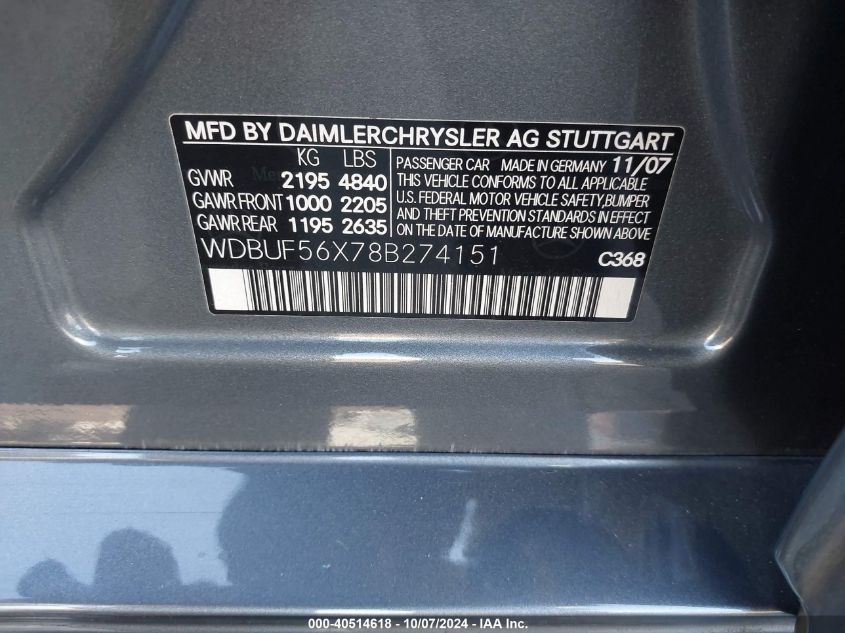 MFD BY DAIMLERCHRYSLER AG STUTTGART
KG LBS
GVWR 2195 4840
GAWR FRONT 1000 2205
GAWR REAR 1195 2635
PASSENGER CAR MADE IN GERMANY 11/07
THIS VEHICLE CONFORMS TO ALL APPLICABLE
U.S. FEDERAL MOTOR VEHICLE SAFETY,BUMPER
AND THEFT PREVENTION STANDARDS IN EFFECT
ON THE DATE OF MANUFACTURE SHOWN ABOVE
WDBUF56X78B274151 C368
000-40514618 - 10/07/2024 - IAA Inc.